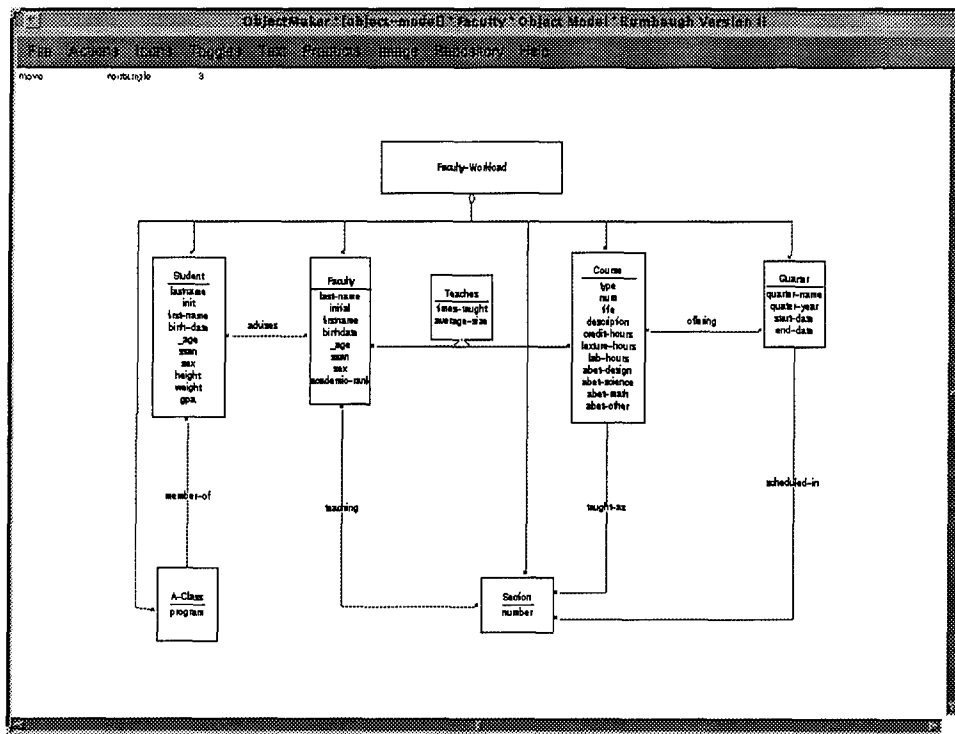 ObjectMaker * [object-model] * Faculty * Object Model * Rumbaugh Version II
File Actions Icons Toggles Text Products Image Repository Help
move rectangle 3
Faculty-Workload
Student
lastname
init
first-name
birth-date
_age
ssan
sex
height
weight
gpa
advises
Faculty
last-name
initial
firstname
birthdate
_age
ssan
sex
academic-rank
Teaches
times-taught
average-size
Course
type
num
title
description
credit-hours
lexture-hours
lab-hours
abet-design
abet-science
abet-math
abet-other
offering
Quarter
quarter-name
quater-year
start-date
end-date
member-of
teaching
taught-as
scheduled-in
A-Class
program
Section
number